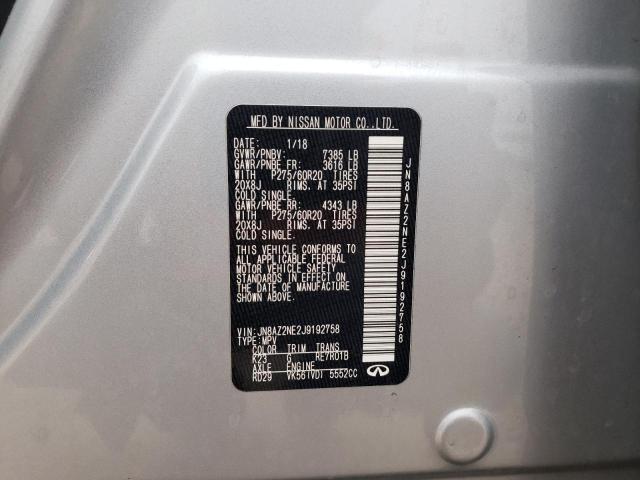 MFD BY NISSAN MOTOR CO.,LTD.
DATE: 1/18
GVWR/PNBV: 7385 LB
GAWR/PNBE FR: 3616 LB
WITH P275/60R20 TIRES
20X8J RIMS. AT 35PSI
COLD SINGLE.
GAWR/PNBE RR: 4343 LB
WITH P275/60R20 TIRES
20X8J RIMS. AT 35PSI
COLD SINGLE.
THIS VEHICLE CONFORMS TO
ALL APPLICABLE FEDERAL
MOTOR VEHICLE SAFETY
STANDARDS IN EFFECT ON
THE DATE OF MANUFACTURE
SHOWN ABOVE.
VIN:JN8AZ2NE2J9192758
TYPE:MPV
COLOR TRIM TRANS
K23 G RE7R01B
AXLE ENGINE
RD29 VK56(VD) 5552CC
JN8AZ2NE2J9192758